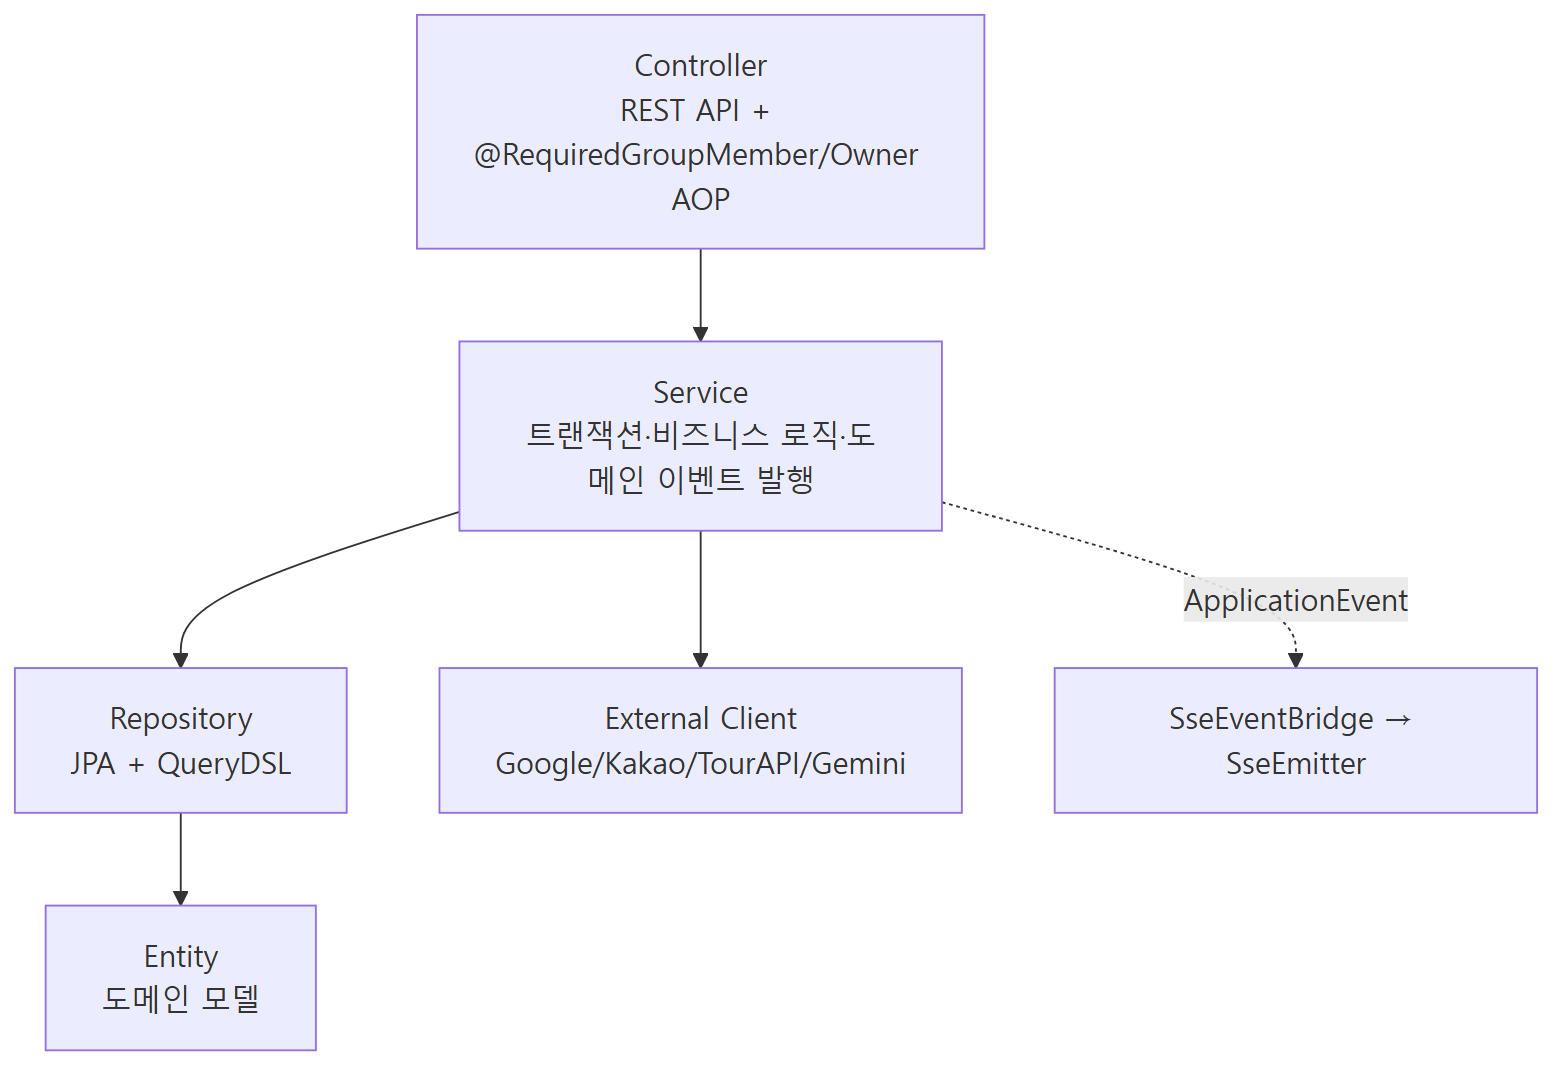 Controller
REST API +
@RequiredGroupMember/Owner
AOP
Service
트랜잭션·비즈니스 로직·도
메인 이벤트 발행
ApplicationEvent
Repository
JPA + QueryDSL
External Client
Google/Kakao/TourAPI/Gemini
SseEventBridge →
SseEmitter
Entity
도메인 모델